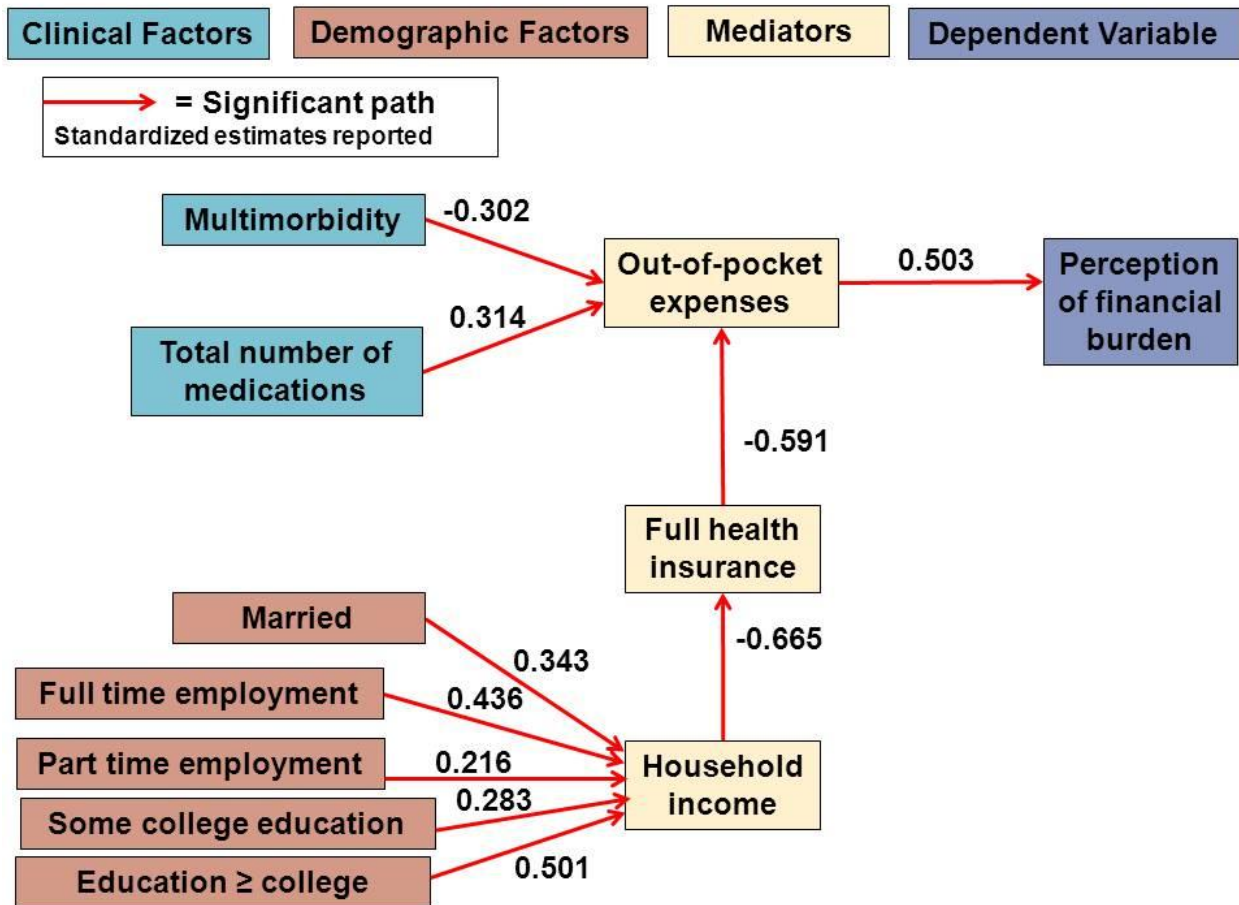 Clinical Factors
Demographic Factors
Mediators
Dependent Variable
= Significant path
Standardized estimates reported
Multimorbidity
-0.302
Out-of-pocket
expenses
0.503
Perception
of financial
burden
0.314
Total number of
medications
-0.591
Full health
insurance
-0.665
Married
0.343
Full time employment
0.436
Part time employment
0.216
Household
income
Some college education
0.283
Education ≥ college
0.501